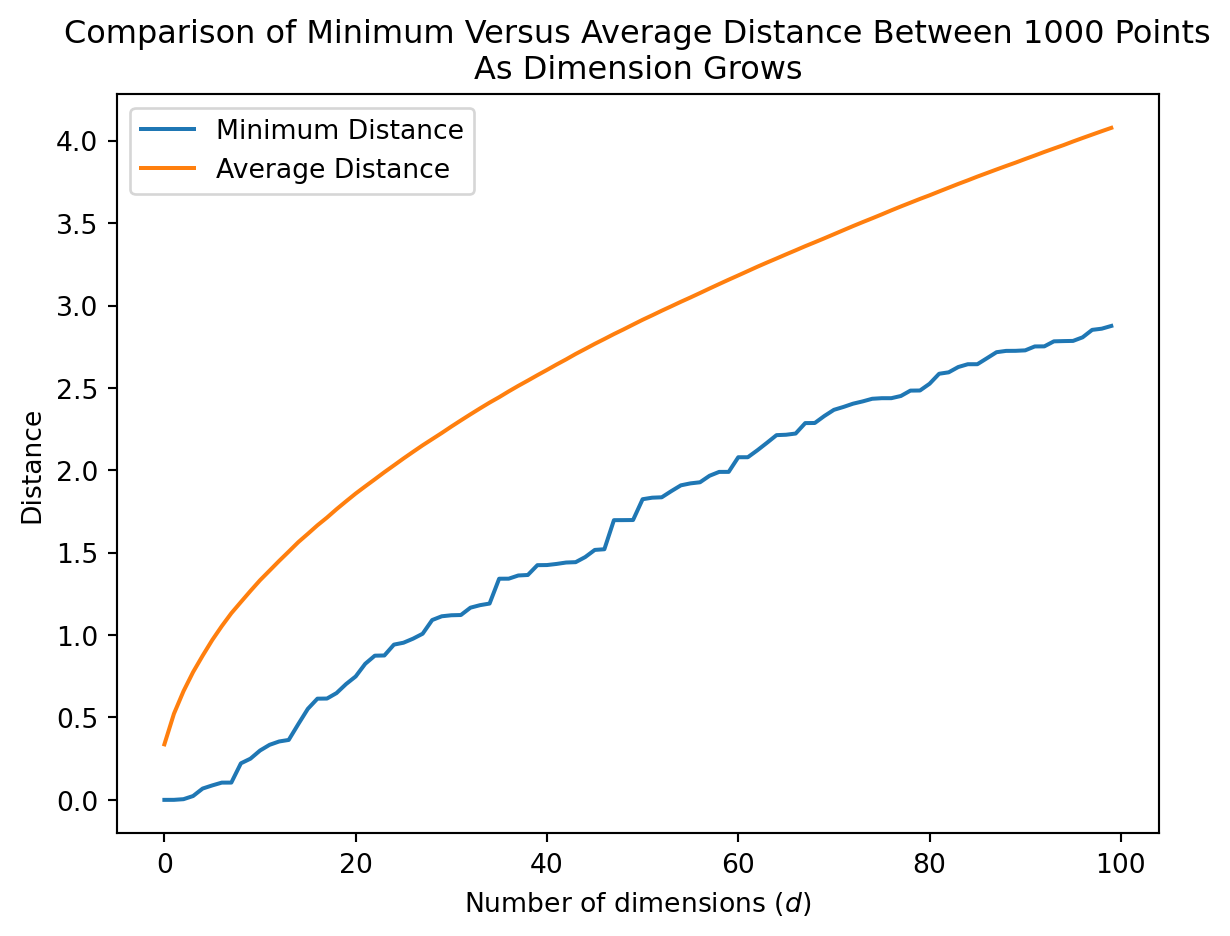 Comparison of Minimum Versus Average Distance Between 1000 Points
As Dimension Grows
Minimum Distance
Average Distance
4.0
3.5
3.0
2.5
2.0
1.5
1.0
0.5
0.0
Distance
0 20 40 60 80 100
Number of dimensions (d)